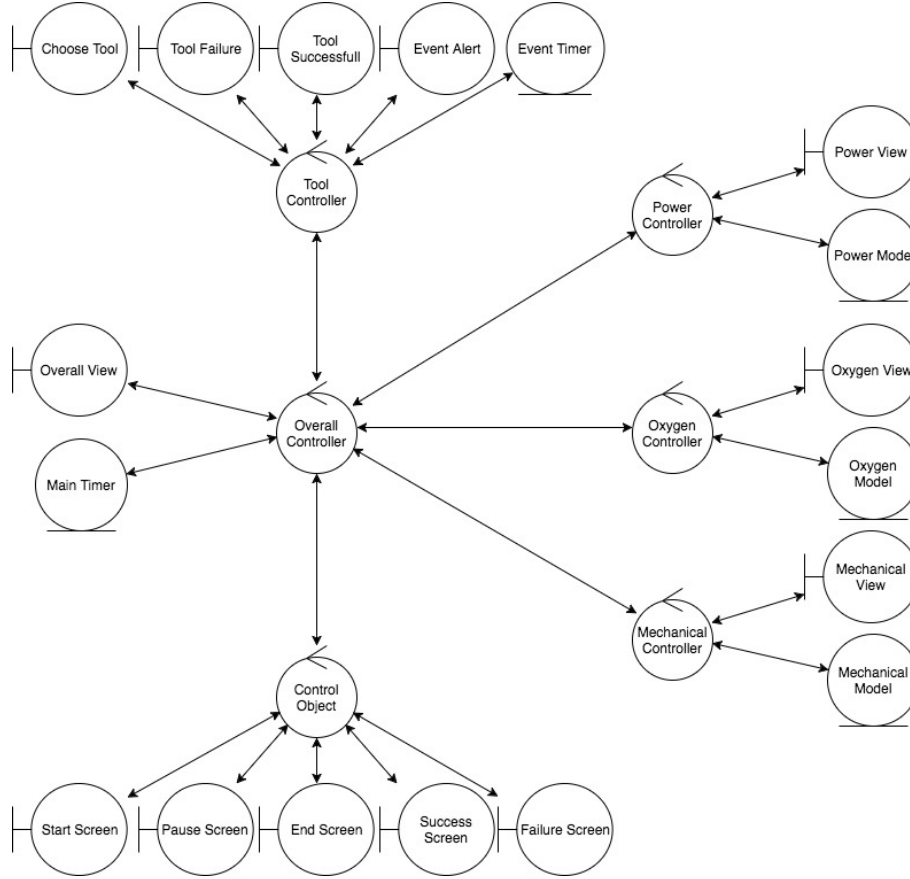 Choose Tool
Tool Failure
Tool
Successfull
Event Alert
Event Timer
Tool
Controller
Power View
Power
Controller
Power Model
Overall View
Overall
Controller
Main Timer
Oxygen View
Oxygen
Controller
Oxygen
Model
Mechanical
View
Mechanical
Controller
Mechanical
Model
Control
Object
Start Screen
Pause Screen
End Screen
Success
Screen
Failure Screen